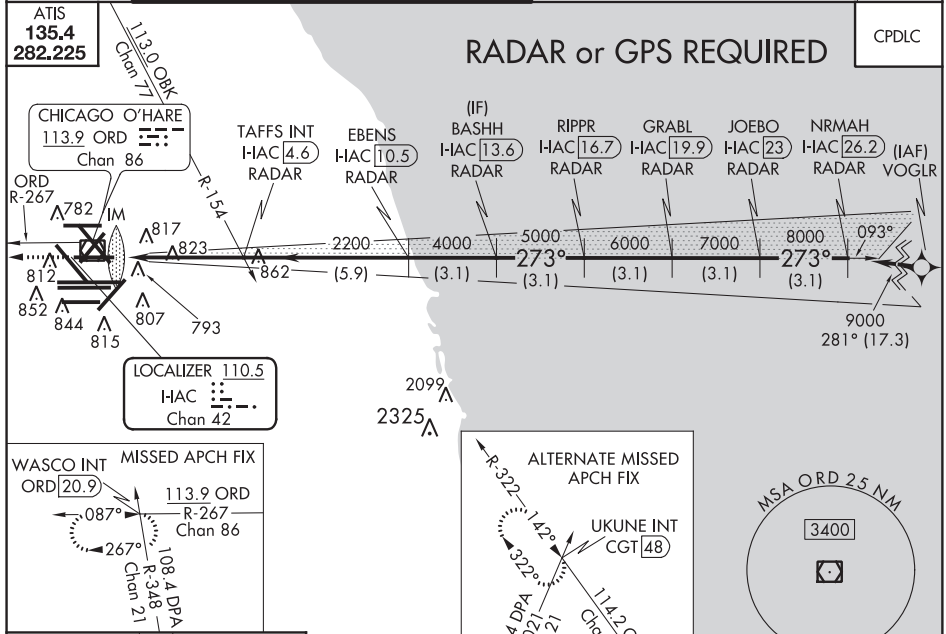 ATIS
135.4
282.225
RADAR or GPS REQUIRED
CPDLC
113.0 OBK
Chan 77
CHICAGO O'HARE
113.9 ORD
Chan 86
R-154
TAFFS INT
I-IAC 4.6
RADAR
EBENS
I-IAC 10.5
RADAR
(IF)
BASHH
I-IAC 13.6
RADAR
RIPPR
I-IAC 16.7
RADAR
GRABL
I-IAC 19.9
RADAR
JOEBO
I-IAC 23
RADAR
NRMAH
I-IAC 26.2
RADAR
(IAF)
VOGLR
ORD
R-267
782
IM
817
823
862
812
852
844
815
807
793
2200
4000
5000
6000
7000
8000
093°
273°
273°
(5.9)
(3.1)
(3.1)
(3.1)
(3.1)
(3.1)
9000
281° (17.3)
LOCALIZER 110.5
I-IAC
Chan 42
2099
2325
WASCO INT
ORD 20.9
MISSED APCH FIX
113.9 ORD
R-267
Chan 86
087°
267°
108.4 DPA
R-348
Chan 21
ALTERNATE MISSED
APCH FIX
R-322
142°
322°
UKUNE INT
CGT 48
114.2
4 DPA
21
MSA ORD 25 NM
3400